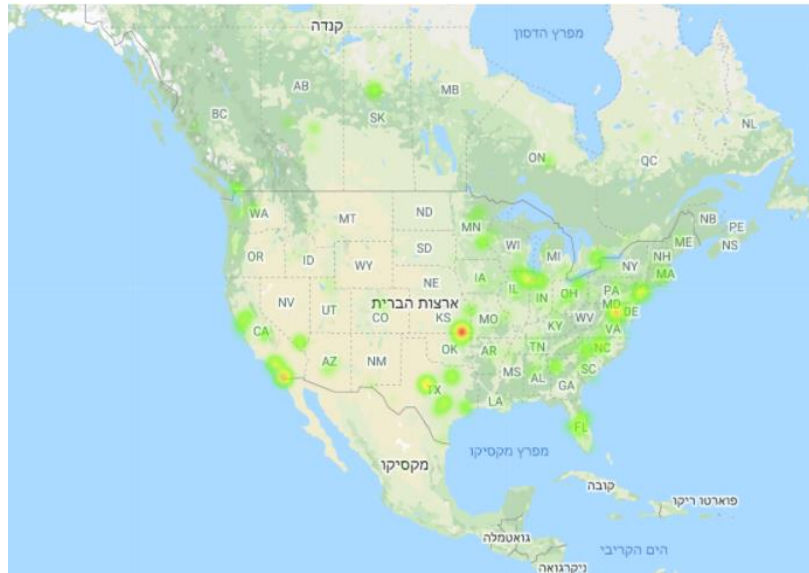 קנדה
מפרץ הדסון
AB
MB
SK
BC
NL
ON
QC
WA
MT
ND
MN
NB
PE
NS
ME
OR
ID
SD
WI
MI
NY
NH
WY
MA
IA
NE
IL
IN
OH
PA
NV
UT
CO
ארצות הברית
KS
MO
WV
MD
DE
VA
KY
CA
AZ
NM
OK
AR
TN
NC
SC
MS
AL
GA
TX
LA
FL
מפרץ מקסיקו
מקסיקו
קובה
פוארטו ריקו
גואטמלה
ניקרגואה
הים הקריבי